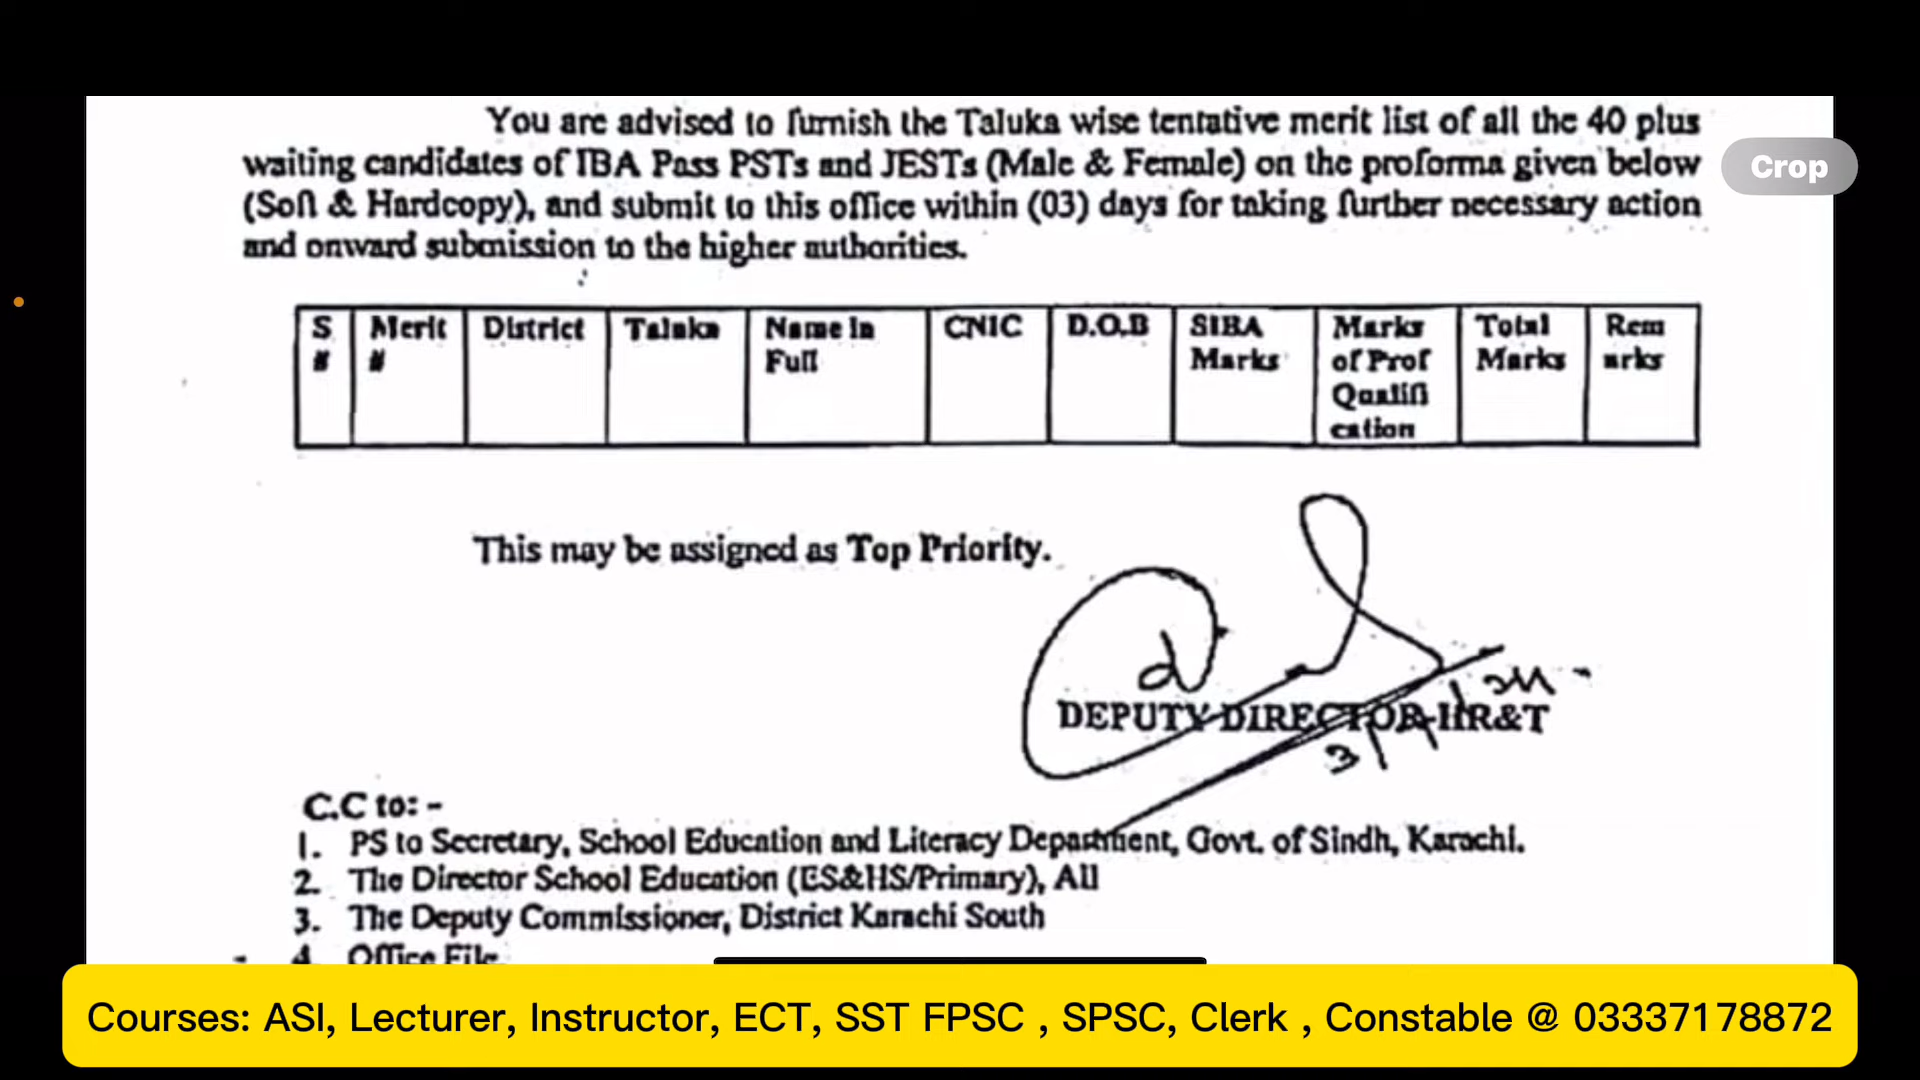 You are advised to furnish the Taluka wise tentative merit list of all the 40 plus
waiting candidates of IBA Pass PSTs and JESTs (Male & Female) on the proforma given below
(Soft & Hardcopy), and submit to this office within (03) days for taking further necessary action
and onward submission to the higher authorities.
Crop
S # Merit # District Taluka Name in Full CNIC D.O.B SIBA Marks Marks of Prof Qualifi cation Total Marks Rem arks
This may be assigned as Top Priority.
DEPUTY DIRECTOR-HR&T
C.C to: -
1. PS to Secretary, School Education and Literacy Department, Govt. of Sindh, Karachi.
2. The Director School Education (ES&HS/Primary), All
3. The Deputy Commissioner, District Karachi South
4. Office File.
Courses: ASI, Lecturer, Instructor, ECT, SST FPSC , SPSC, Clerk , Constable @ 03337178872